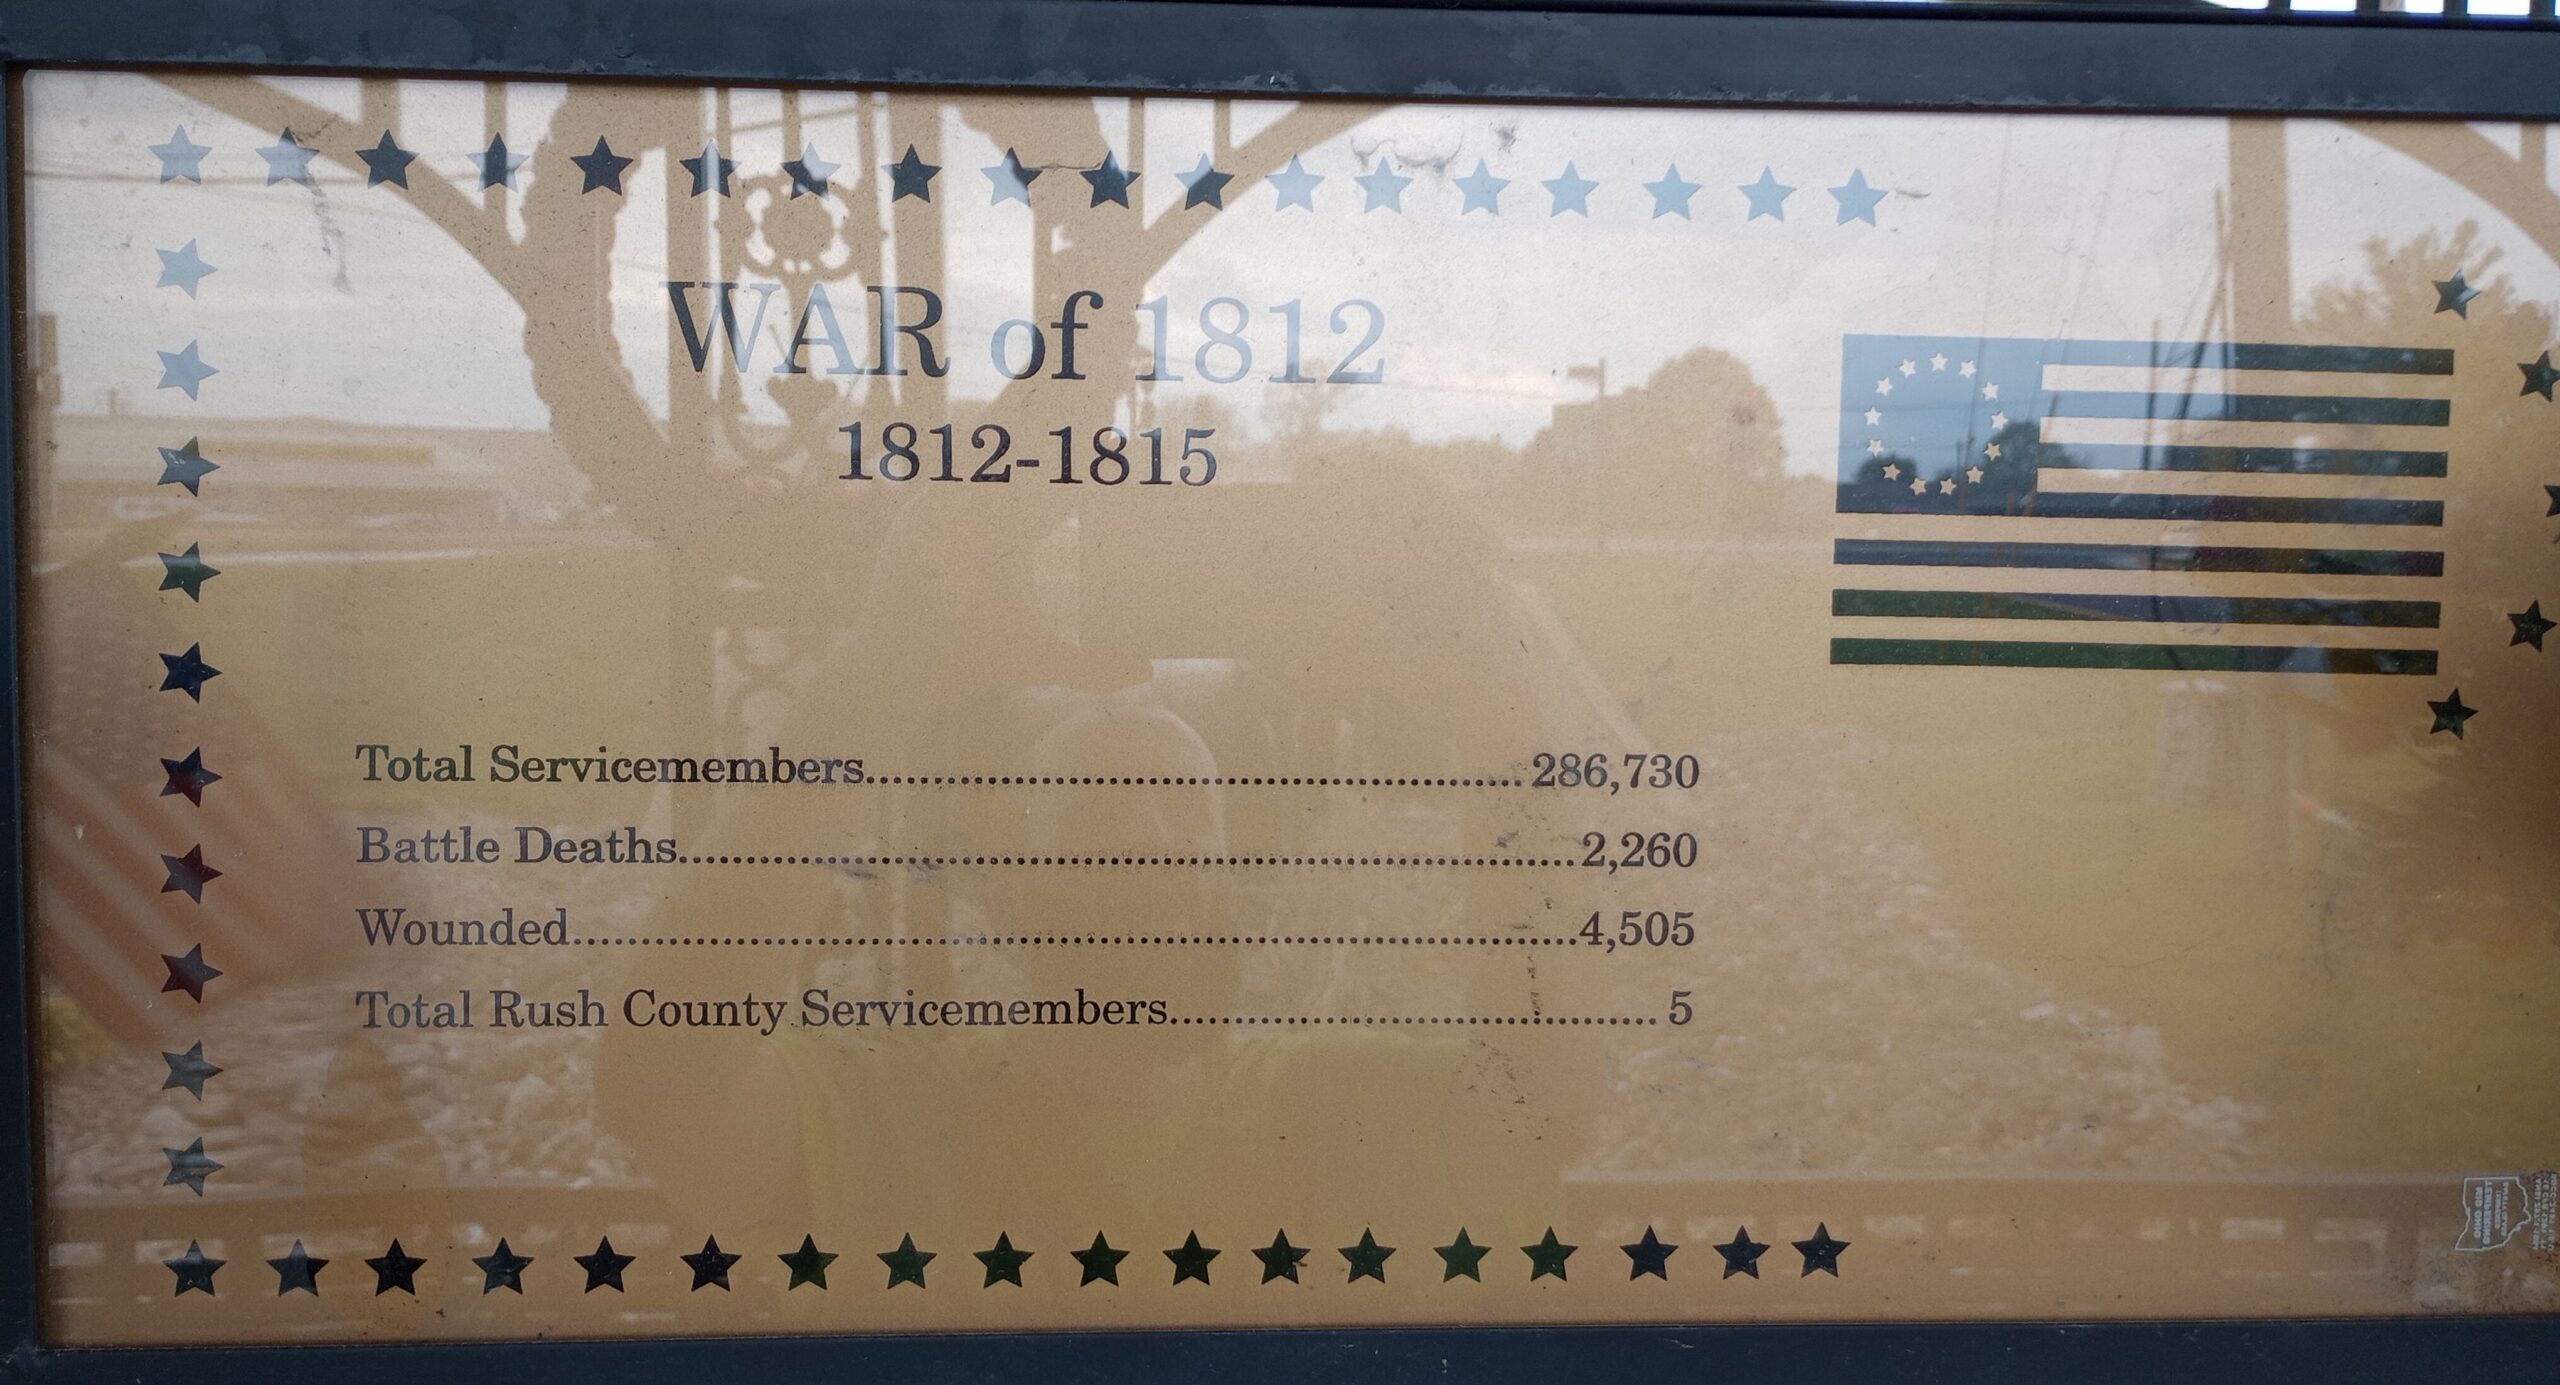 WAR of 1812
1812-1815
Total Servicemembers..........286,730
Battle Deaths..........2,260
Wounded..........4,505
Total Rush County Servicemembers..........5